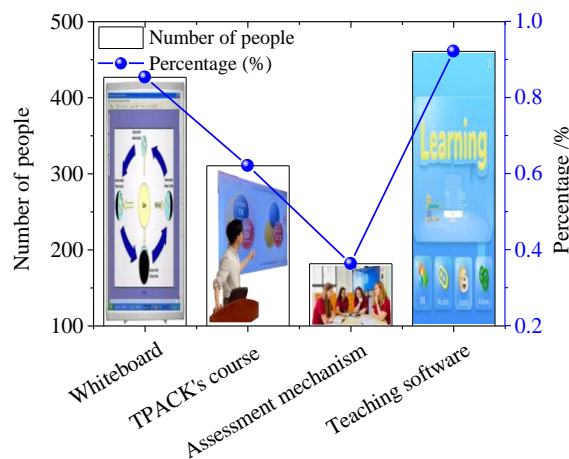 Number of people
Percentage (%)
500
400
300
200
100
Number of people
1.0
0.8
0.6
0.4
0.2
Percentage /%
Learning
Whiteboard
TPACK's course
Assessment mechanism
Teaching software